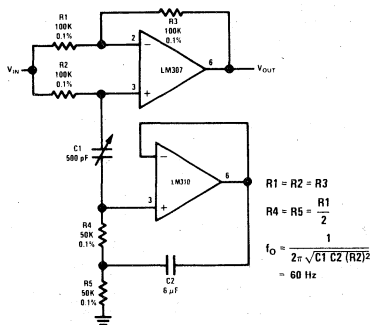 R1
100K
0.1%
R3
100K
0.1%
2
LM307
6
VOUT
VIN
R2
100K
0.1%
3
C1
500 pF
LM310
6
3
R4
50K
0.1%
C2
6 μF
R5
50K
0.1%
R1 = R2 = R3
R4 = R5 = R1/2
fO = 1/(2π √C1 C2 (R2)²)
= 60 Hz